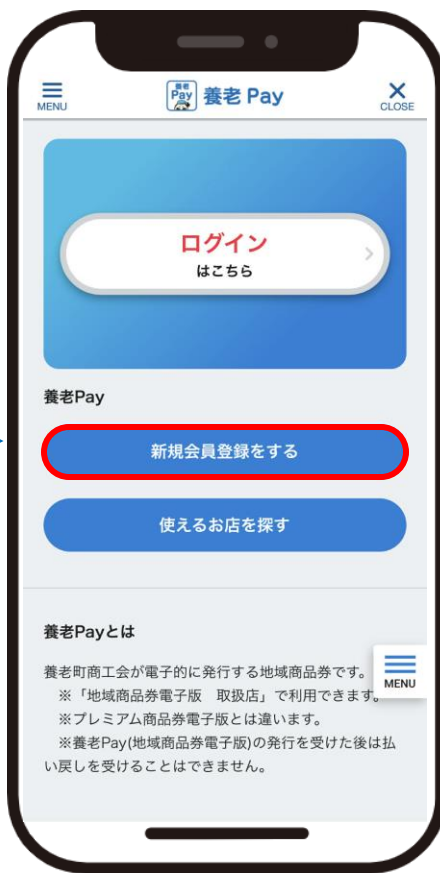 養老
Pay
養老 Pay
MENU
CLOSE
ログイン
はこちら
養老Pay
新規会員登録をする
使えるお店を探す
養老Payとは
養老町商工会が電子的に発行する地域商品券です。
※「地域商品券電子版　取扱店」で利用できます。
※プレミアム商品券電子版とは違います。
※養老Pay(地域商品券電子版)の発行を受けた後は払
い戻しを受けることはできません。
MENU